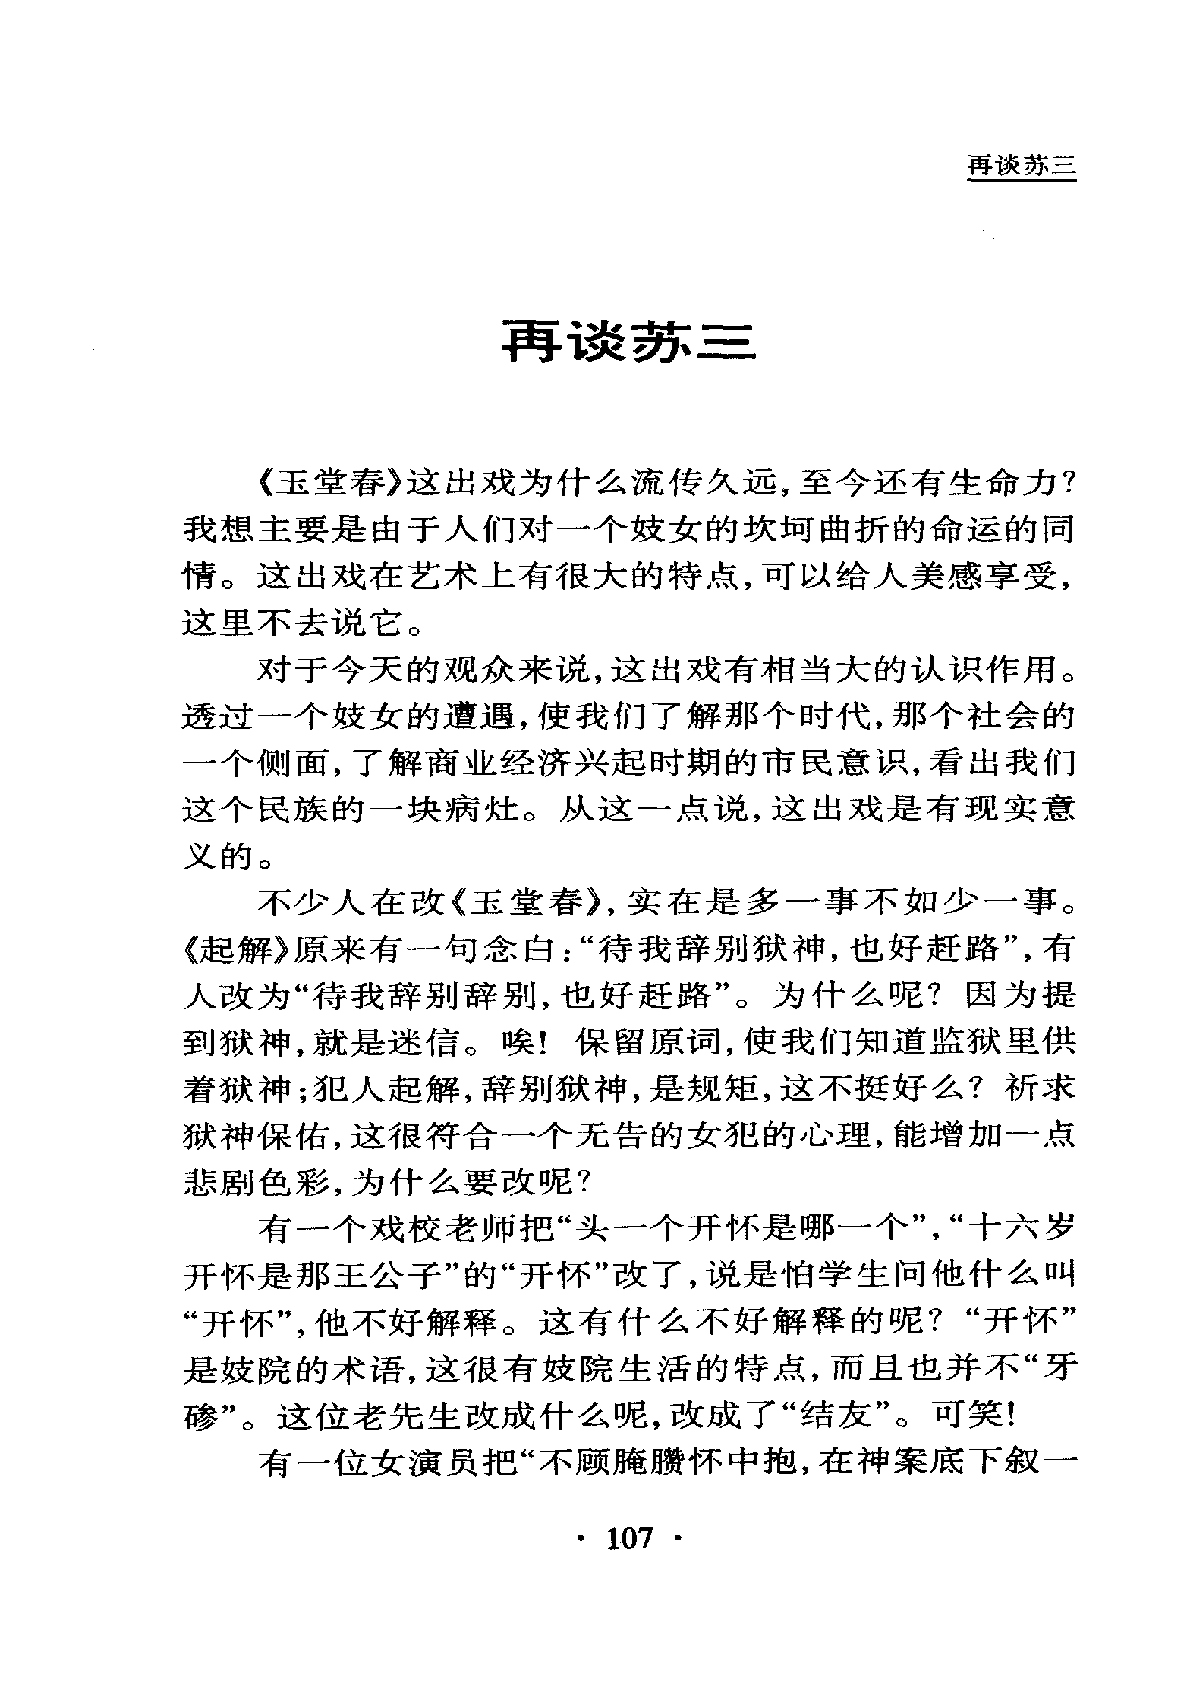 再谈苏三
再谈苏三
《玉堂春》这出戏为什么流传久远,至今还有生命力?
我想主要是由于人们对一个妓女的坎坷曲折的命运的同
情。这出戏在艺术上有很大的特点,可以给人美感享受,
这里不去说它。
对于今天的观众来说,这出戏有相当大的认识作用。
透过一个妓女的遭遇,使我们了解那个时代,那个社会的
一个侧面,了解商业经济兴起时期的市民意识,看出我们
这个民族的一块病灶。从这一点说,这出戏是有现实意
义的。
不少人在改《玉堂春》,实在是多一事不如少一事。
《起解》原来有一句念白:“待我辞别狱神,也好赶路”,有
人改为“待我辞别辞别,也好赶路”。为什么呢?因为提
到狱神,就是迷信。唉!保留原词,使我们知道监狱里供
着狱神;犯人起解,辞别狱神,是规矩,这不挺好么?祈求
狱神保佑,这很符合一个无告的女犯的心理,能增加一点
悲剧色彩,为什么要改呢?
有一个戏校老师把“头一个开怀是哪一个”,“十六岁
开怀是那王公子”的“开怀”改了,说是怕学生问他什么叫
“开怀”,他不好解释。这有什么不好解释的呢?“开怀”
是妓院的术语,这很有妓院生活的特点,而且也并不“牙
碜”。这位老先生改成什么呢,改成了“结友”。可笑!
有一位女演员把“不顾腌臜怀中抱,在神案底下叙一
· 107 ·